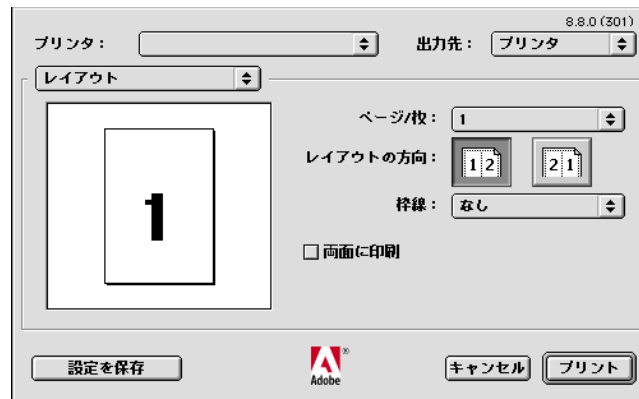 8.8.0 (301)
プリンタ： 出力先： プリンタ
レイアウト
ページ/枚： 1
レイアウトの方向： 1 2 2 1
枠線： なし
1
両面に印刷
設定を保存 Adobe® キャンセル プリント